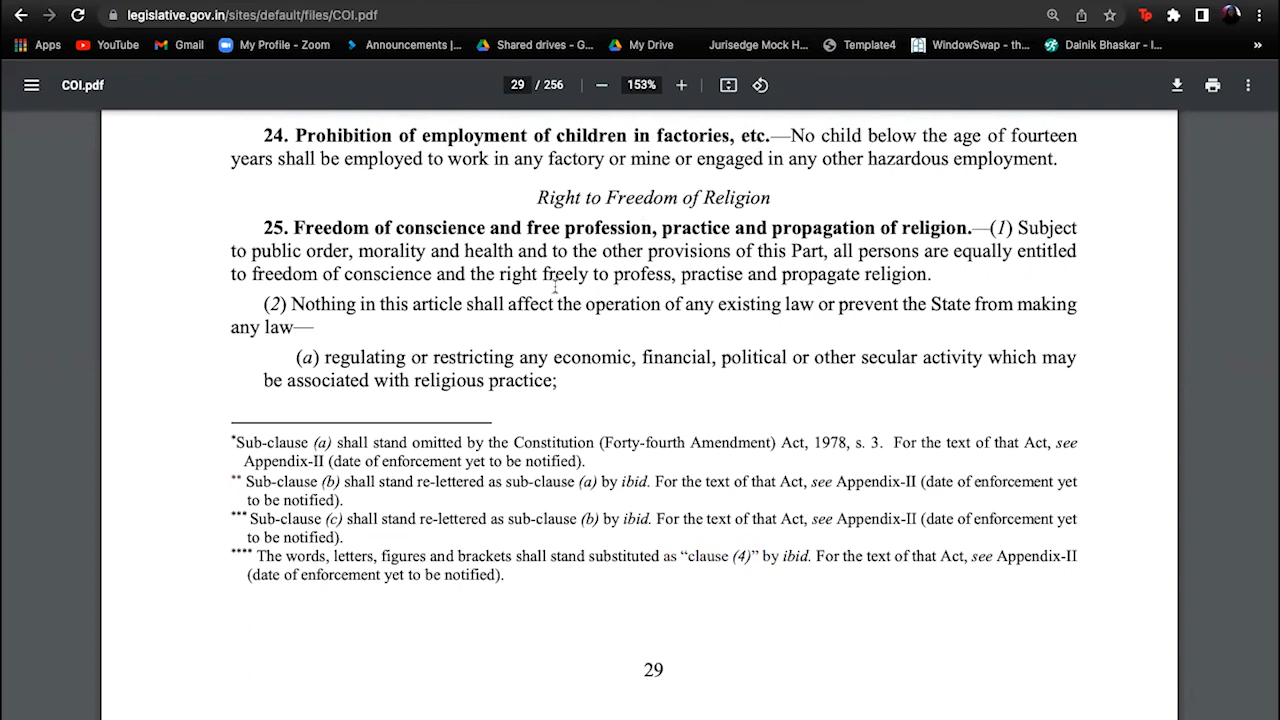 legislative.gov.in/sites/default/files/COI.pdf
Apps YouTube Gmail My Profile - Zoom Announcements |... Shared drives - G... My Drive Jurisedge Mock H... Template4 WindowSwap - th... Dainik Bhaskar - I... »
COI.pdf 29 / 256 — 153% +
24. Prohibition of employment of children in factories, etc.—No child below the age of fourteen
years shall be employed to work in any factory or mine or engaged in any other hazardous employment.
Right to Freedom of Religion
25. Freedom of conscience and free profession, practice and propagation of religion.—(1) Subject
to public order, morality and health and to the other provisions of this Part, all persons are equally entitled
to freedom of conscience and the right freely to profess, practise and propagate religion.
(2) Nothing in this article shall affect the operation of any existing law or prevent the State from making
any law—
(a) regulating or restricting any economic, financial, political or other secular activity which may
be associated with religious practice;
*Sub-clause (a) shall stand omitted by the Constitution (Forty-fourth Amendment) Act, 1978, s. 3. For the text of that Act, see
Appendix-II (date of enforcement yet to be notified).
** Sub-clause (b) shall stand re-lettered as sub-clause (a) by ibid. For the text of that Act, see Appendix-II (date of enforcement yet
to be notified).
*** Sub-clause (c) shall stand re-lettered as sub-clause (b) by ibid. For the text of that Act, see Appendix-II (date of enforcement yet
to be notified).
**** The words, letters, figures and brackets shall stand substituted as “clause (4)” by ibid. For the text of that Act, see Appendix-II
(date of enforcement yet to be notified).
29